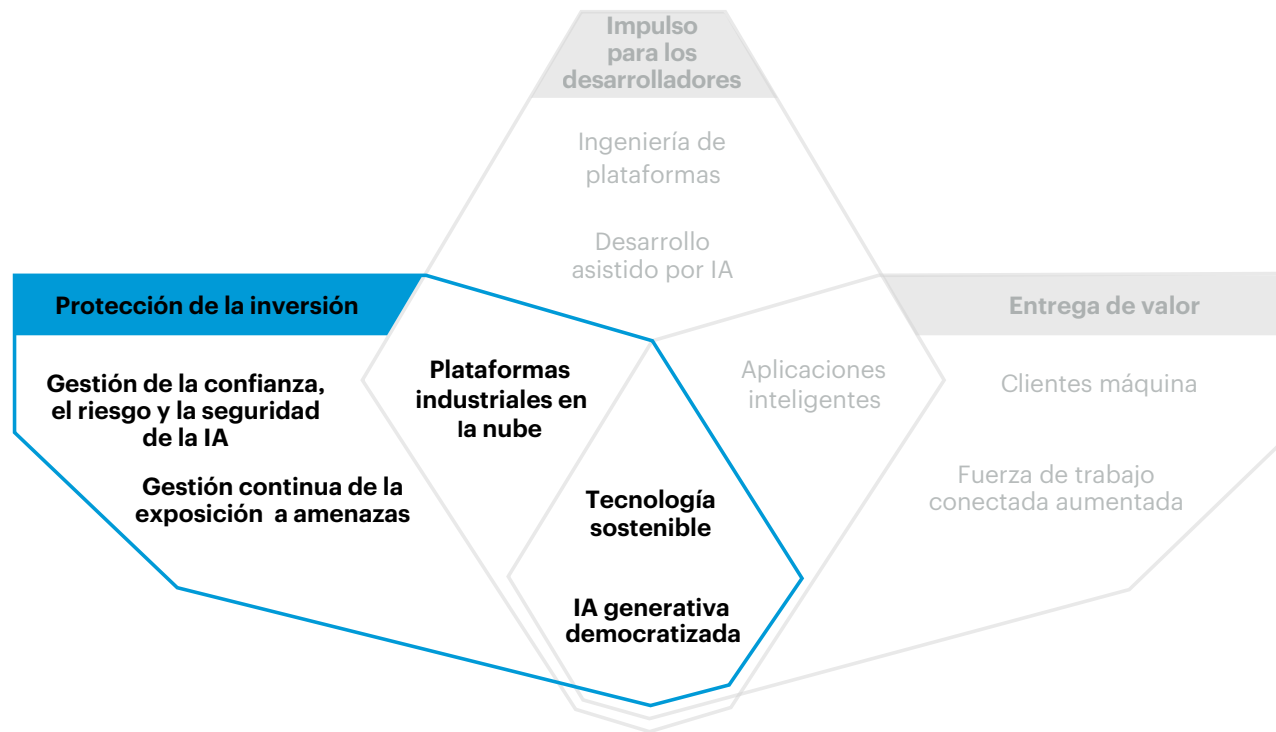 Impulso
para los
desarrolladores
Ingeniería de
plataformas
Desarrollo
asistido por IA
Protección de la inversión
Gestión de la confianza,
el riesgo y la seguridad
de la IA
Gestión continua de la
exposición a amenazas
Plataformas
industriales en
la nube
Tecnología
sostenible
IA generativa
democratizada
Aplicaciones
inteligentes
Entrega de valor
Clientes máquina
Fuerza de trabajo
conectada aumentada